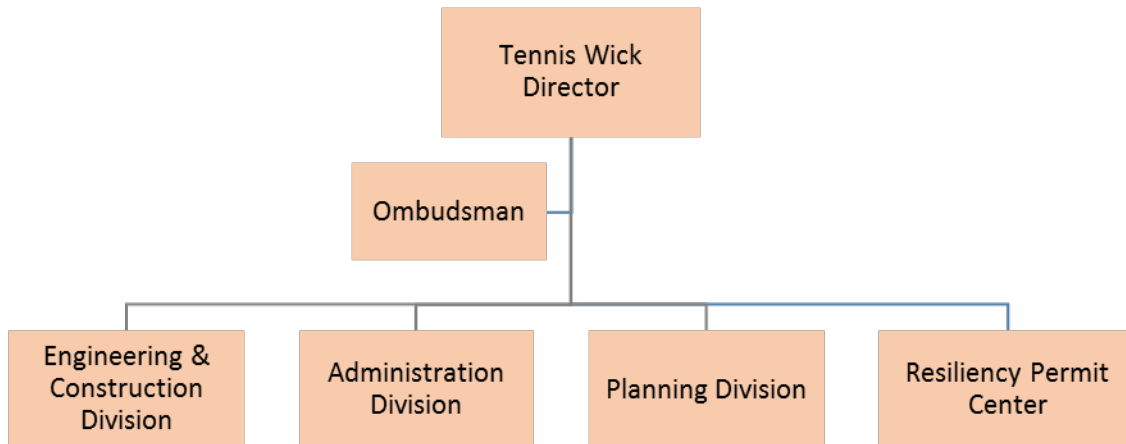 Tennis Wick
Director
Ombudsman
Engineering &
Construction
Division
Administration
Division
Planning Division
Resiliency Permit
Center